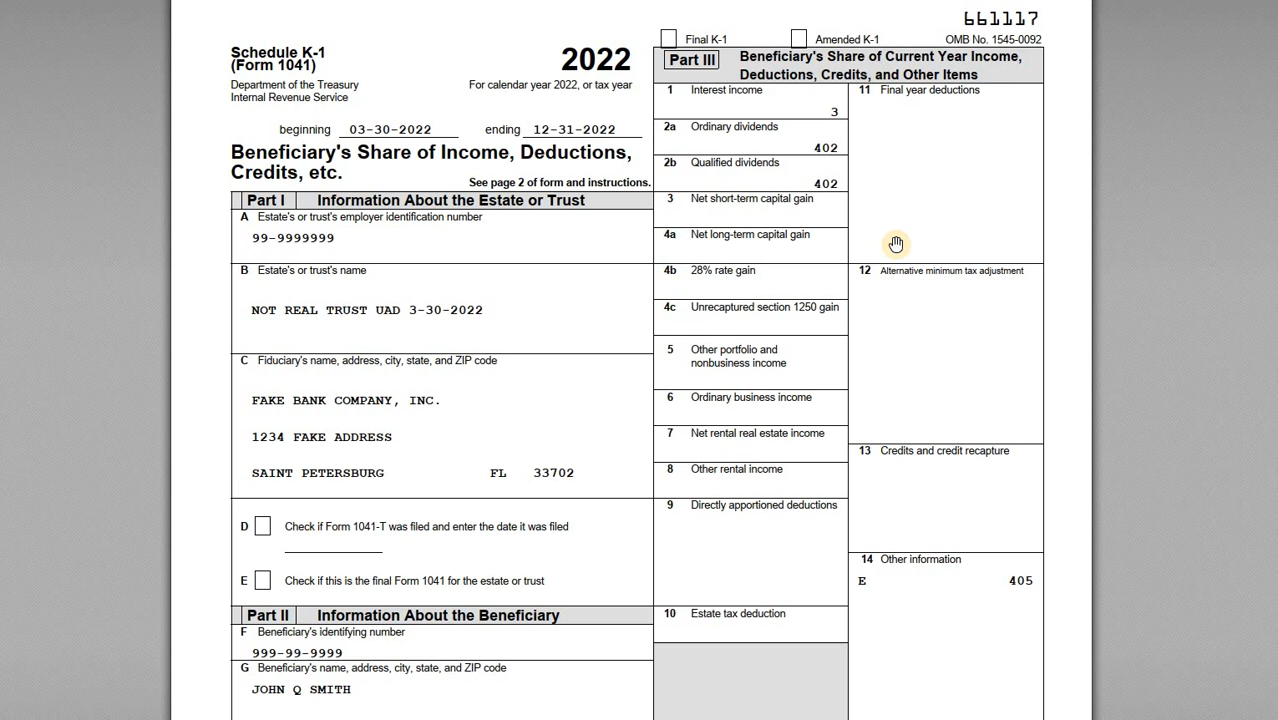 661117
Final K-1 Amended K-1 OMB No. 1545-0092
Schedule K-1
(Form 1041)
2022
Department of the Treasury
Internal Revenue Service
For calendar year 2022, or tax year
beginning 03-30-2022 ending 12-31-2022
Beneficiary's Share of Income, Deductions,
Credits, etc.
See page 2 of form and instructions.
Part I Information About the Estate or Trust
A Estate's or trust's employer identification number
99-9999999
B Estate's or trust's name
NOT REAL TRUST UAD 3-30-2022
C Fiduciary's name, address, city, state, and ZIP code
FAKE BANK COMPANY, INC.
1234 FAKE ADDRESS
SAINT PETERSBURG FL 33702
D Check if Form 1041-T was filed and enter the date it was filed
E Check if this is the final Form 1041 for the estate or trust
Part II Information About the Beneficiary
F Beneficiary's identifying number
999-99-9999
G Beneficiary's name, address, city, state, and ZIP code
JOHN Q SMITH
Part III Beneficiary's Share of Current Year Income,
Deductions, Credits, and Other Items
1 Interest income
3
2a Ordinary dividends
402
2b Qualified dividends
402
3 Net short-term capital gain
4a Net long-term capital gain
4b 28% rate gain
4c Unrecaptured section 1250 gain
5 Other portfolio and
nonbusiness income
6 Ordinary business income
7 Net rental real estate income
8 Other rental income
9 Directly apportioned deductions
10 Estate tax deduction
11 Final year deductions
12 Alternative minimum tax adjustment
13 Credits and credit recapture
14 Other information
E 405